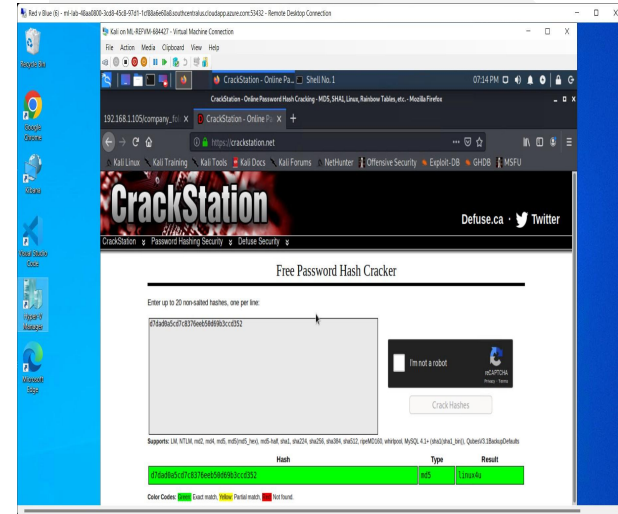 Red v Blue (6) - ml-lab-48aa0800-3cd8-45c8-97d1-1cf88a6e60a8.southcentralus.cloudapp.azure.com:53432 - Remote Desktop Connection
Recycle Bin
Google Chrome
Kibana
Visual Studio Code
Hyper-V Manager
Microsoft Edge
Kali on ML-REFVM-684427 - Virtual Machine Connection
File Action Media Clipboard View Help
CrackStation - Online Pa... Shell No. 1 07:14 PM
CrackStation - Online Password Hash Cracking - MD5, SHA1, Linux, Rainbow Tables, etc. - Mozilla Firefox
192.168.1.105/company_fol CrackStation - Online Pa
https://crackstation.net
Kali Linux Kali Training Kali Tools Kali Docs Kali Forums NetHunter Offensive Security Exploit-DB GHDB MSFU
CrackStation
Defuse.ca · Twitter
CrackStation Password Hashing Security Defuse Security
Free Password Hash Cracker
Enter up to 20 non-salted hashes, one per line:
d7dad0a5cd7c8376eeb50d69b3ccd352
I'm not a robot
reCAPTCHA
Privacy - Terms
Crack Hashes
Supports: LM, NTLM, md2, md4, md5, md5(md5_hex), md5-half, sha1, sha224, sha256, sha384, sha512, ripeMD160, whirlpool, MySQL 4.1+ (sha1(sha1_bin)), QubesV3.1BackupDefaults
Hash Type Result
d7dad0a5cd7c8376eeb50d69b3ccd352 md5 linux4u
Color Codes: Green Exact match, Yellow Partial match, Red Not found.